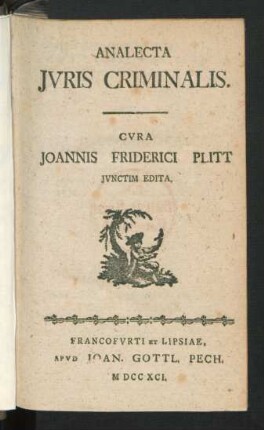 ANALECTA
JVRIS CRIMINALIS.
CVRA
JOANNIS FRIDERICI PLITT
JVNCTIM EDITA.
FRANCOFVRTI ET LIPSIAE,
APVD JOAN. GOTTL. PECH.
M DCC XCI.